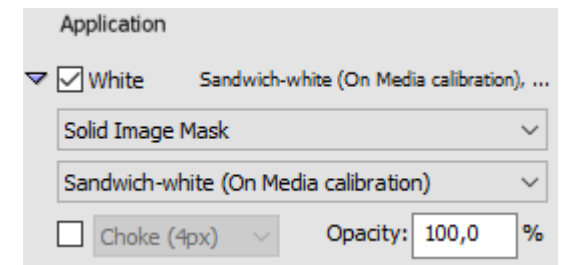 Application
White Sandwich-white (On Media calibration), ...
Solid Image Mask
Sandwich-white (On Media calibration)
Choke (4px) Opacity: 100,0 %